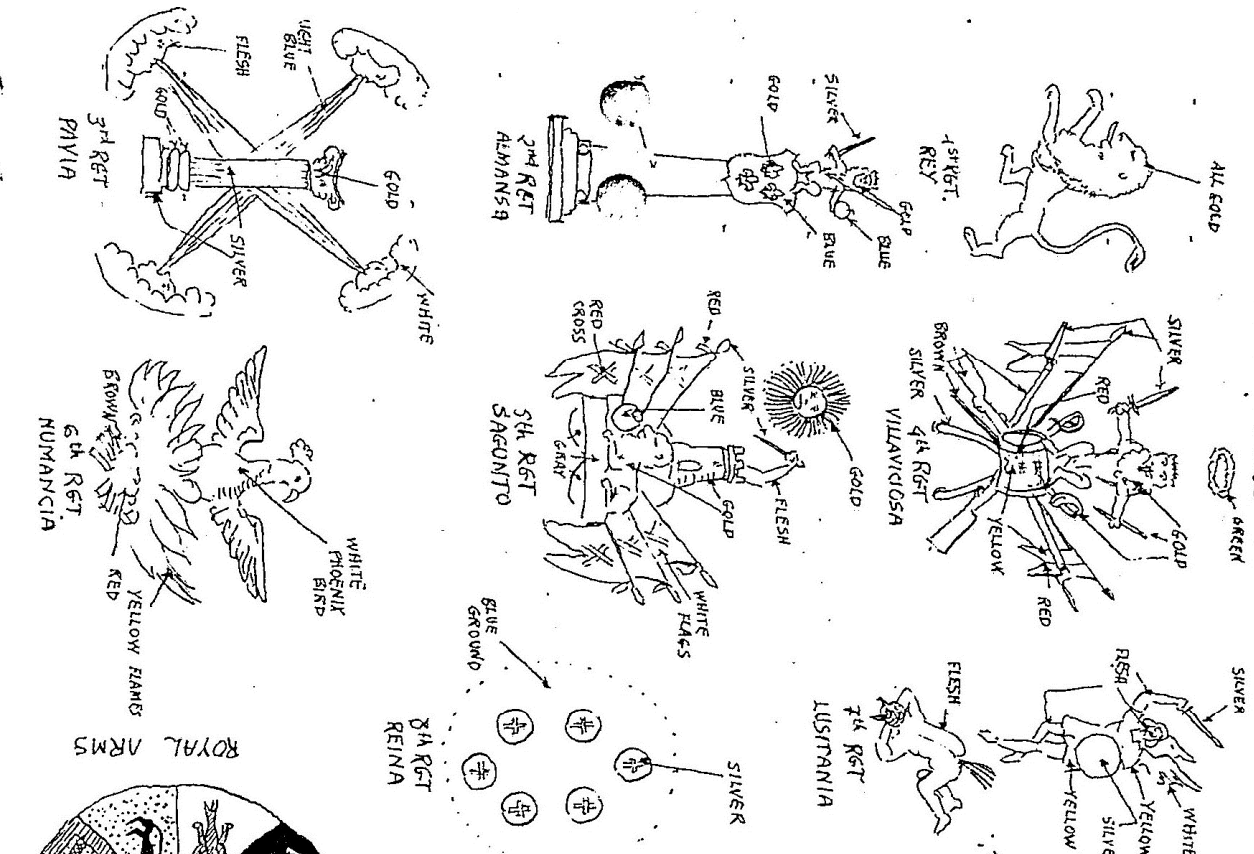 ALL GOLD
1ST RGT.
REY
SILVER
GOLD
GOLD
BLUE
BLUE
2nd RGT
ALMANSA
LIGHT
BLUE
FLESH
GOLD
GOLD
SILVER
WHITE
3rd RGT
PAVIA
SILVER
GREEN
RED
GOLD
BROWN
SILVER
YELLOW
RED
4th RGT
VILLAVICIOSA
RED
SILVER
GOLD
RED
CROSS
BLUE
FLESH
GRAY
GOLD
WHITE
FLAGS
5th RGT
SAGUNTO
WHITE
PHOENIX
BIRD
BROWN
RED
YELLOW FLAMES
6th RGT
NUMANCIA
SILVER
FLESH
WHITE
YELLOW
YELLOW
FLESH
7th RGT
LUSITANIA
BLUE
GROUND
SILVER
8th RGT
REINA
ROYAL ARMS